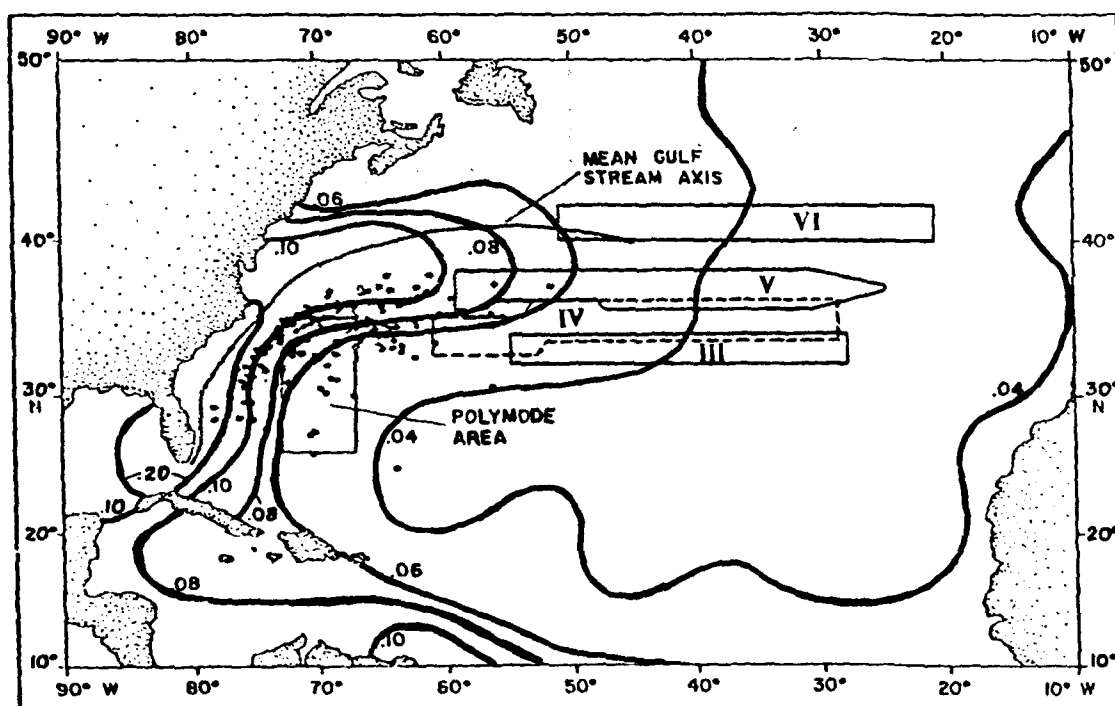 90° W 80° 70° 60° 50° 40° 30° 20° 10° W
50° 50°
MEAN GULF
STREAM AXIS
.06
VI
40° .10 .08 40°
V
IV
III
30° 30°
N N
POLYMODE
AREA
.04 .04
.20
.10 .10
.08
20° 20°
.06
.08
.10
10° 10°
90° W 80° 70° 60° 50° 40° 30° 20° 10° W